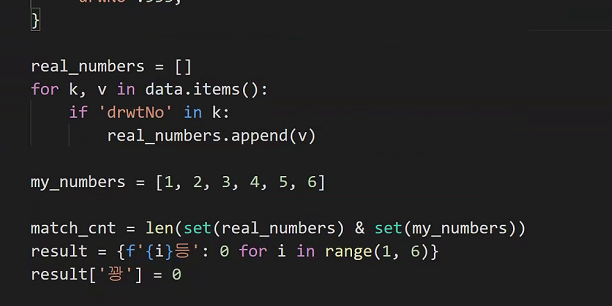 }
real_numbers = []
for k, v in data.items():
if 'drwtNo' in k:
real_numbers.append(v)
my_numbers = [1, 2, 3, 4, 5, 6]
match_cnt = len(set(real_numbers) & set(my_numbers))
result = {f'{i}등': 0 for i in range(1, 6)}
result['꽝'] = 0